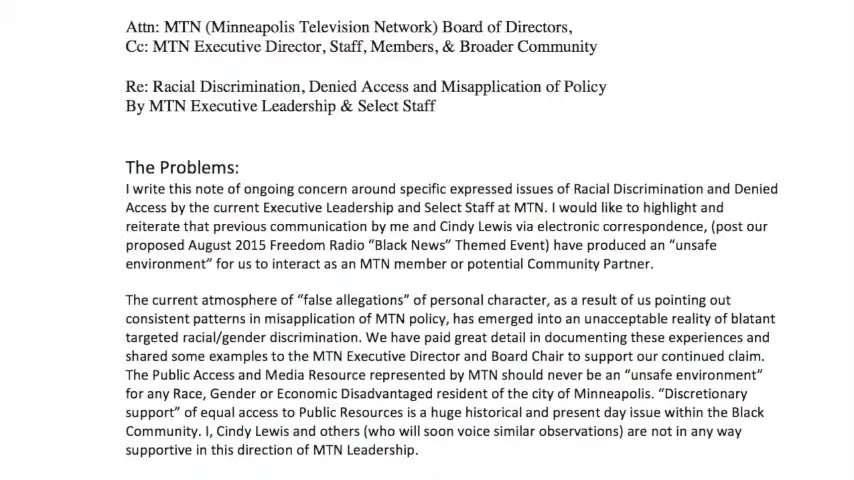 Attn: MTN (Minneapolis Television Network) Board of Directors,
Cc: MTN Executive Director, Staff, Members, & Broader Community
Re: Racial Discrimination, Denied Access and Misapplication of Policy
By MTN Executive Leadership & Select Staff
The Problems:
I write this note of ongoing concern around specific expressed issues of Racial Discrimination and Denied
Access by the current Executive Leadership and Select Staff at MTN. I would like to highlight and
reiterate that previous communication by me and Cindy Lewis via electronic correspondence, (post our
proposed August 2015 Freedom Radio “Black News” Themed Event) have produced an “unsafe
environment” for us to interact as an MTN member or potential Community Partner.
The current atmosphere of “false allegations” of personal character, as a result of us pointing out
consistent patterns in misapplication of MTN policy, has emerged into an unacceptable reality of blatant
targeted racial/gender discrimination. We have paid great detail in documenting these experiences and
shared some examples to the MTN Executive Director and Board Chair to support our continued claim.
The Public Access and Media Resource represented by MTN should never be an “unsafe environment”
for any Race, Gender or Economic Disadvantaged resident of the city of Minneapolis. “Discretionary
support” of equal access to Public Resources is a huge historical and present day issue within the Black
Community. I, Cindy Lewis and others (who will soon voice similar observations) are not in any way
supportive in this direction of MTN Leadership.